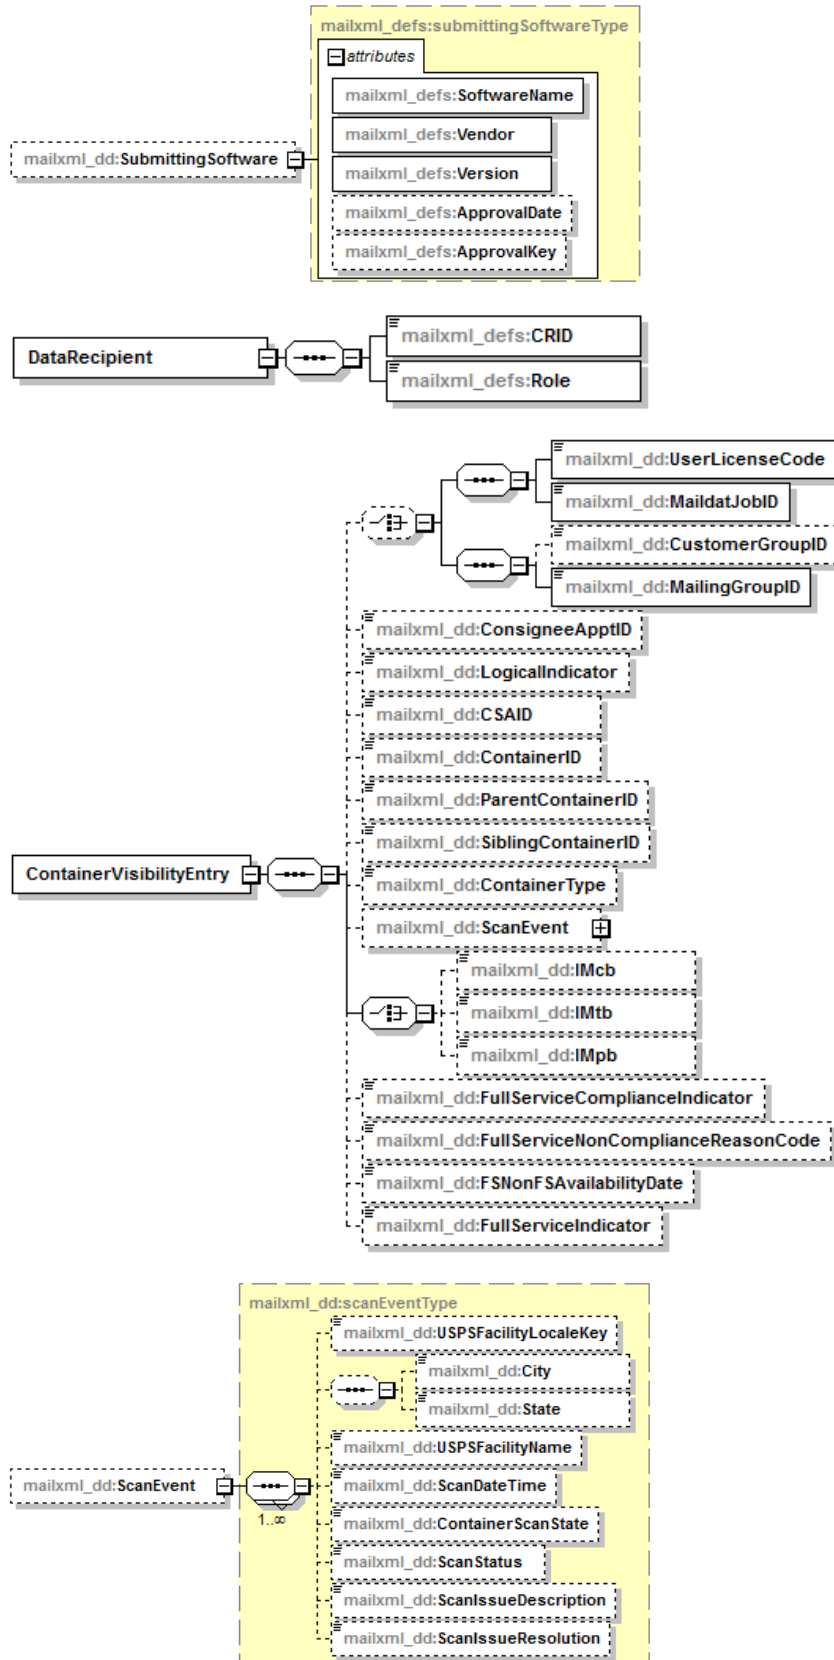 mailxml_defs:submittingSoftwareType
attributes
mailxml_defs:SoftwareName
mailxml_defs:Vendor
mailxml_dd:SubmittingSoftware
mailxml_defs:Version
mailxml_defs:ApprovalDate
mailxml_defs:ApprovalKey
mailxml_defs:CRID
DataRecipient
mailxml_defs:Role
mailxml_dd:UserLicenseCode
mailxml_dd:MaildatJobID
mailxml_dd:CustomerGroupID
mailxml_dd:MailingGroupID
mailxml_dd:ConsigneeApptID
mailxml_dd:LogicalIndicator
mailxml_dd:CSAID
mailxml_dd:ContainerID
mailxml_dd:ParentContainerID
mailxml_dd:SiblingContainerID
ContainerVisibilityEntry
mailxml_dd:ContainerType
mailxml_dd:ScanEvent
mailxml_dd:IMcb
mailxml_dd:IMtb
mailxml_dd:IMpb
mailxml_dd:FullServiceComplianceIndicator
mailxml_dd:FullServiceNonComplianceReasonCode
mailxml_dd:FSNonFSAvailabilityDate
mailxml_dd:FullServiceIndicator
mailxml_dd:scanEventType
mailxml_dd:USPSFacilityLocaleKey
mailxml_dd:City
mailxml_dd:State
mailxml_dd:USPSFacilityName
mailxml_dd:ScanEvent
mailxml_dd:ScanDateTime
1..∞
mailxml_dd:ContainerScanState
mailxml_dd:ScanStatus
mailxml_dd:ScanIssueDescription
mailxml_dd:ScanIssueResolution